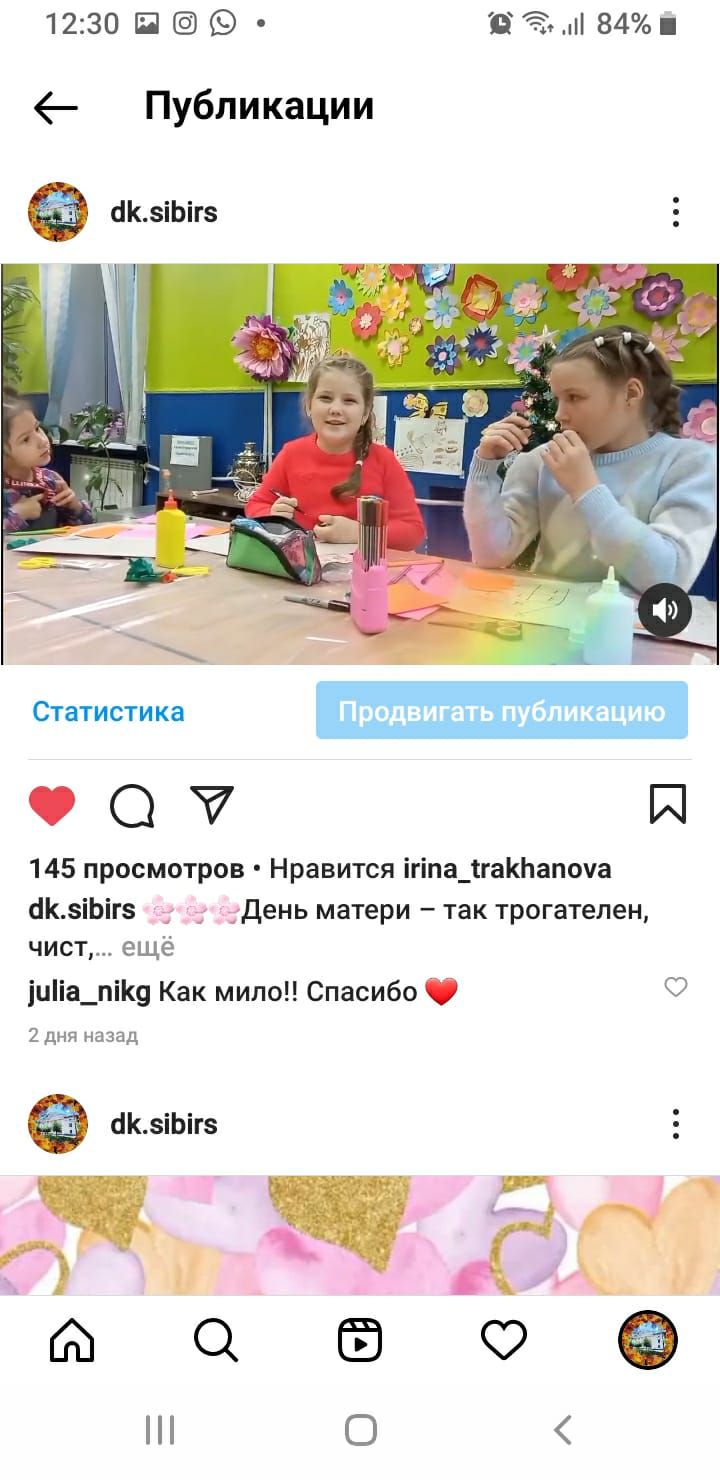 12:30
84%
Публикации
dk.sibirs
Статистика
Продвигать публикацию
145 просмотров • Нравится irina_trakhanova
dk.sibirs 🌸🌸🌸День матери – так трогателен,
чист,... ещё
julia_nikg Как мило!! Спасибо ❤️
2 дня назад
dk.sibirs